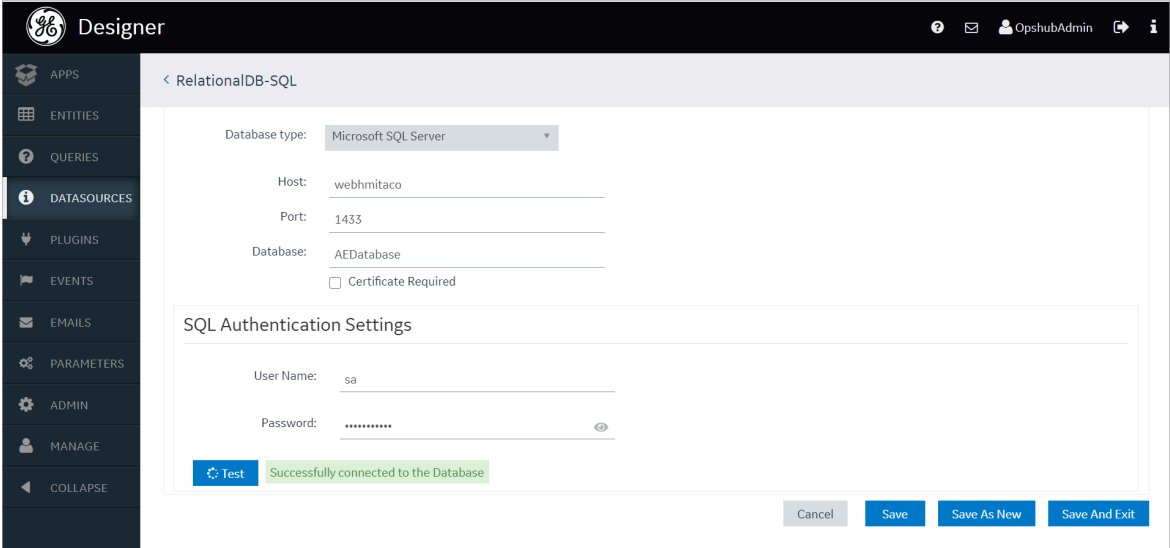 Designer
OpshubAdmin
APPS
ENTITIES
QUERIES
DATASOURCES
PLUGINS
EVENTS
EMAILS
PARAMETERS
ADMIN
MANAGE
COLLAPSE
< RelationalDB-SQL
Database type: Microsoft SQL Server
Host: webhmitaco
Port: 1433
Database: AEDatabase
Certificate Required
SQL Authentication Settings
User Name: sa
Password: •••••••••••
Test Successfully connected to the Database
Cancel Save Save As New Save And Exit